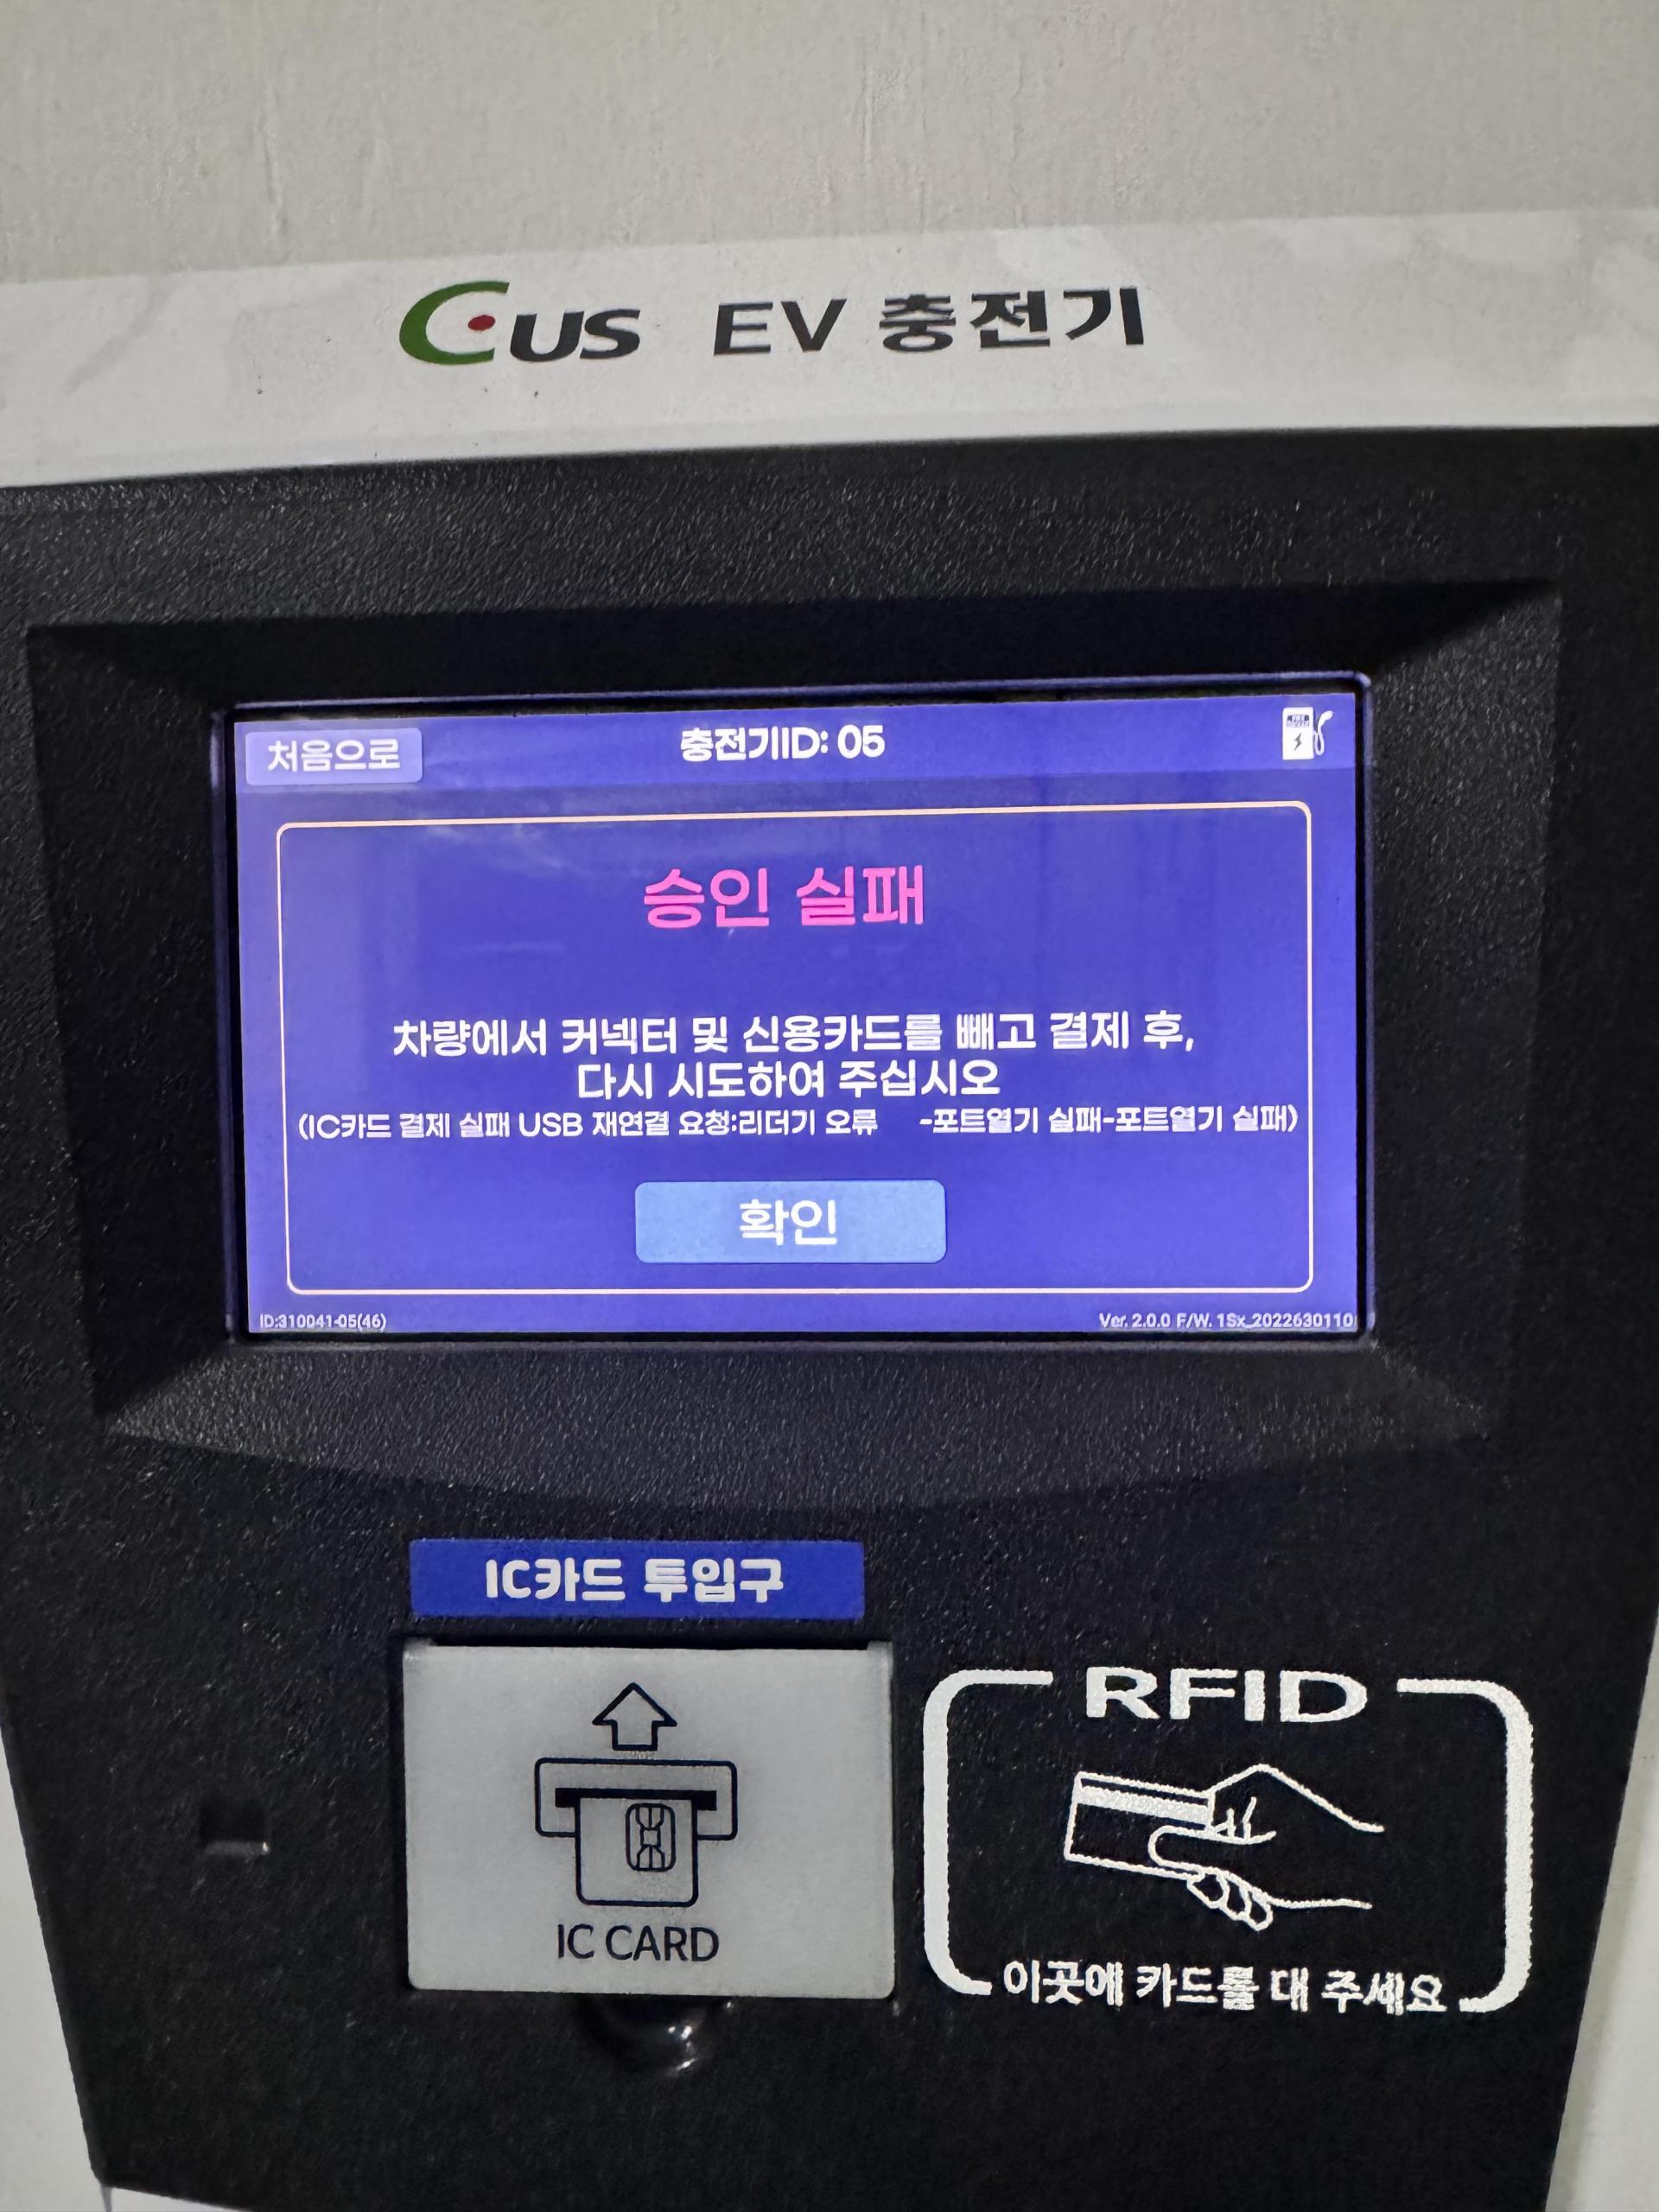 Cus EV 충전기
처음으로
충전기ID: 05
승인 실패
차량에서 커넥터 및 신용카드를 빼고 결제 후,
다시 시도하여 주십시오
(IC카드 결제 실패 USB 재연결 요청:리더기 오류 -포트열기 실패-포트열기 실패)
확인
ID:310041-05(46)
Ver. 2.0.0 F/W. 1Sx_2022630110
IC카드 투입구
IC CARD
RFID
이곳에 카드를 대 주세요